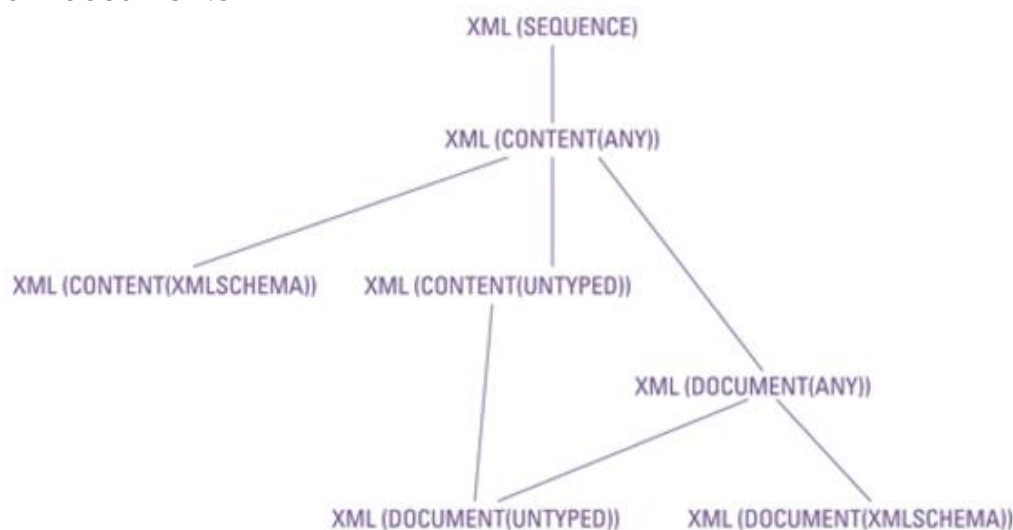 XML (SEQUENCE)
XML (CONTENT(ANY))
XML (CONTENT(XMLSCHEMA)) XML (CONTENT(UNTYPED))
XML (DOCUMENT(ANY))
XML (DOCUMENT(UNTYPED)) XML (DOCUMENT(XMLSCHEMA))